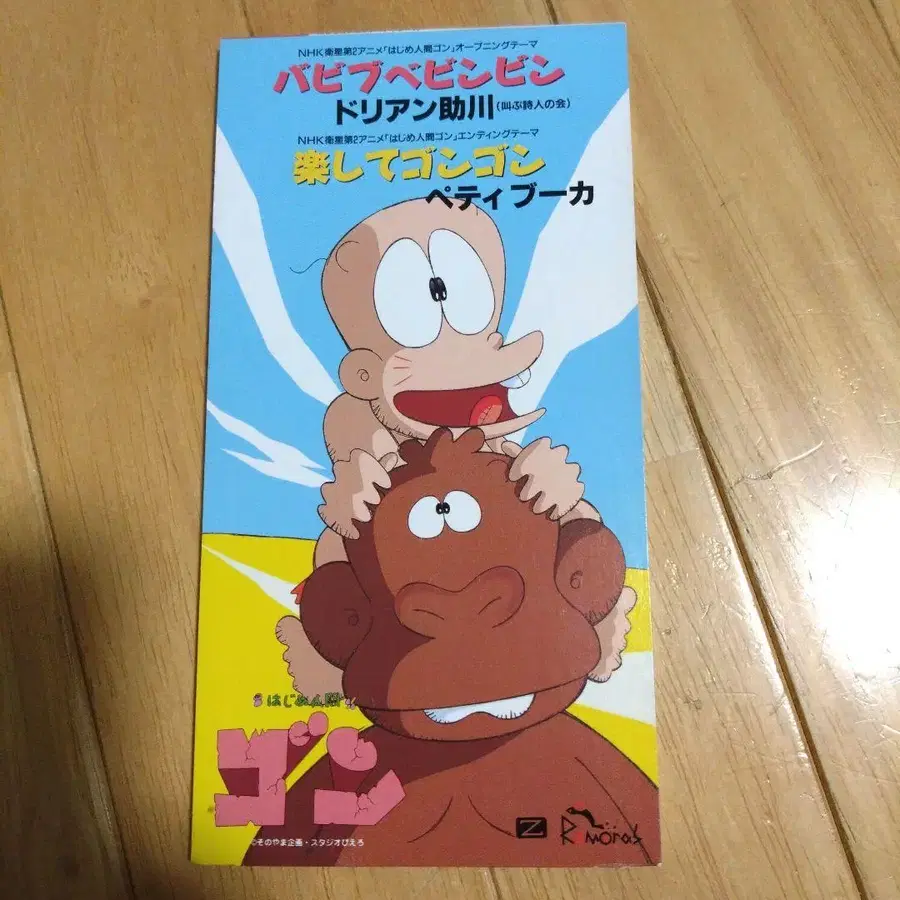 NHK衛星第2アニメ「はじめ人間ゴン」オープニングテーマ
バビブベビンビン
ドリアン助川(叫ぶ詩人の会)
NHK衛星第2アニメ「はじめ人間ゴン」エンディングテーマ
楽してゴンゴン
ペティ ブーカ
はじめ人間
ゴン
©そのやま企画・スタジオぴえろ
Z
Rémora's